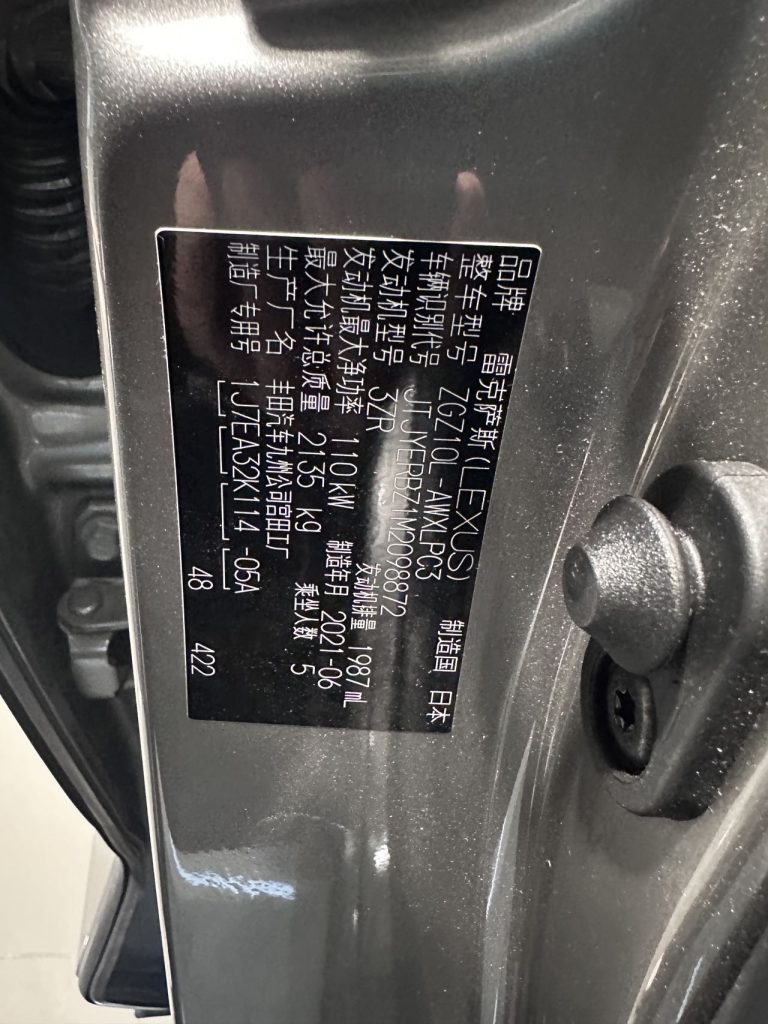 品牌 雷克萨斯(LEXUS) 制造国 日本
整车型号 ZGZ10L-AWXLPC3
车辆识别代号 JTJYERBZ1M2098872
发动机型号 3ZR 发动机排量 1987 mL
发动机最大净功率 110 kW 制造年月 2021-06
最大允许总质量 2135 kg 乘坐人数 5
生产厂名 丰田汽车九州公司宫田工厂
制造厂专用号 1J7EA32K114-05A
48 422